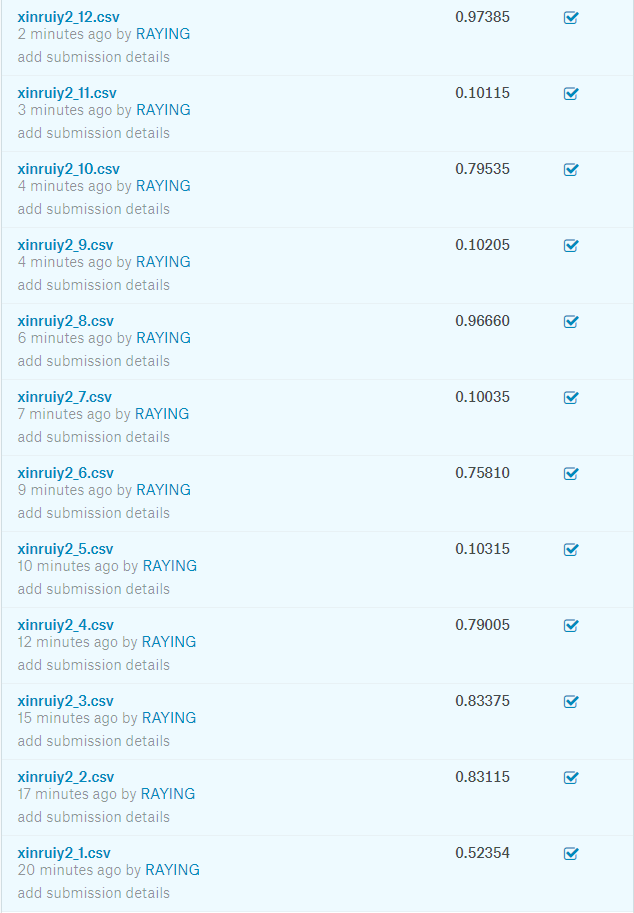 xinruiy2_12.csv 0.97385
2 minutes ago by RAYING
add submission details
xinruiy2_11.csv 0.10115
3 minutes ago by RAYING
add submission details
xinruiy2_10.csv 0.79535
4 minutes ago by RAYING
add submission details
xinruiy2_9.csv 0.10205
4 minutes ago by RAYING
add submission details
xinruiy2_8.csv 0.96660
6 minutes ago by RAYING
add submission details
xinruiy2_7.csv 0.10035
7 minutes ago by RAYING
add submission details
xinruiy2_6.csv 0.75810
9 minutes ago by RAYING
add submission details
xinruiy2_5.csv 0.10315
10 minutes ago by RAYING
add submission details
xinruiy2_4.csv 0.79005
12 minutes ago by RAYING
add submission details
xinruiy2_3.csv 0.83375
15 minutes ago by RAYING
add submission details
xinruiy2_2.csv 0.83115
17 minutes ago by RAYING
add submission details
xinruiy2_1.csv 0.52354
20 minutes ago by RAYING
add submission details